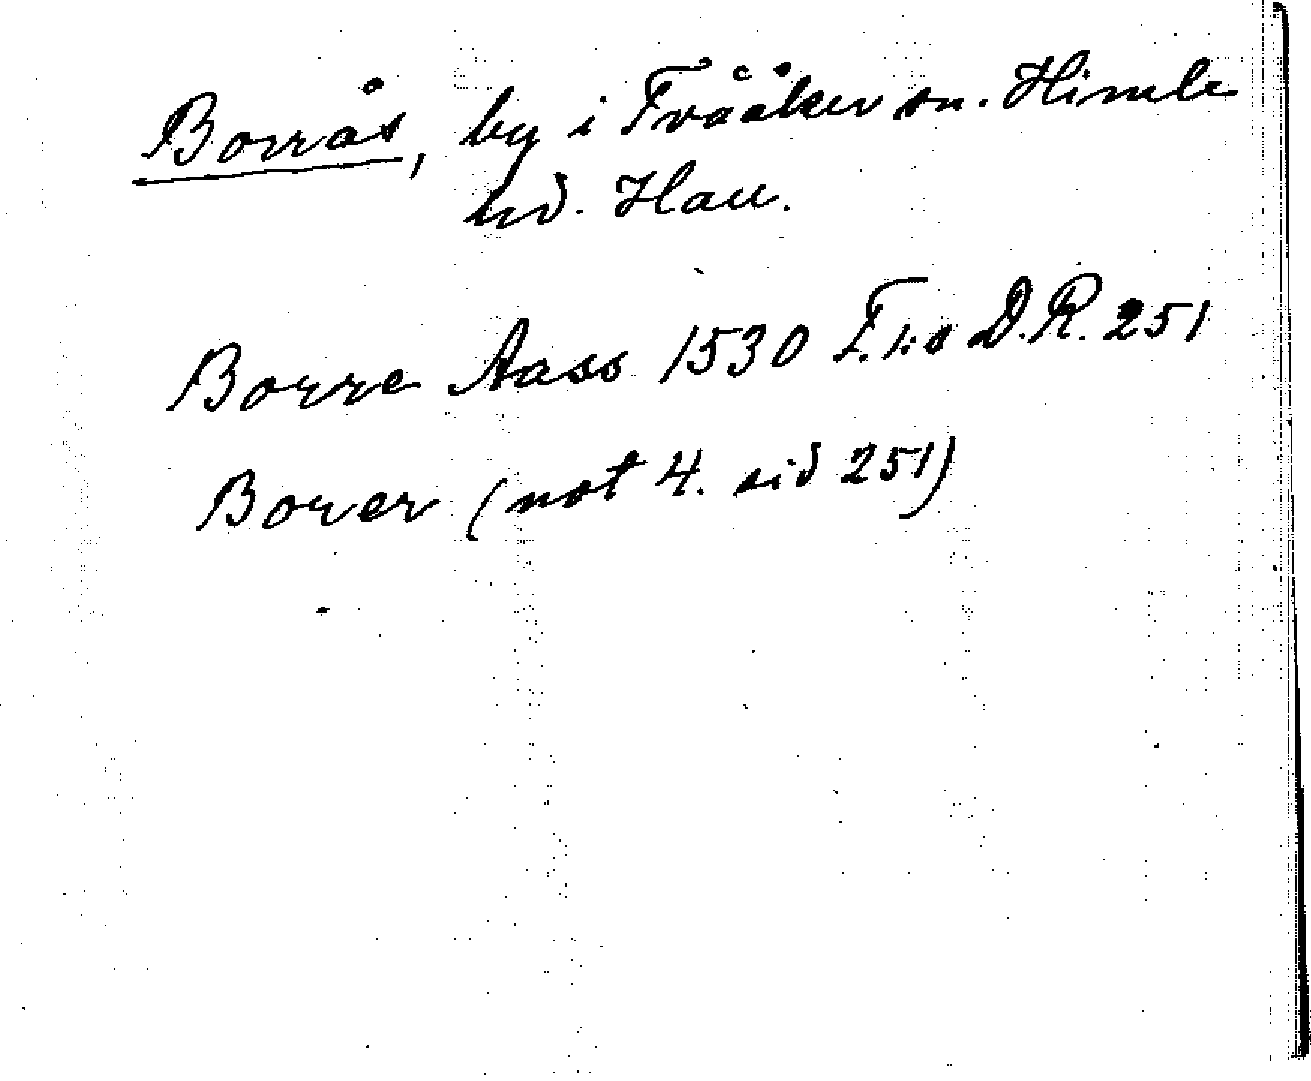 Borrås, by i Tvååker sn. Himle
hd. Hall.
Borre Aass 1530 F. I:s D.R. 251
Borer (not 4. sid 251)